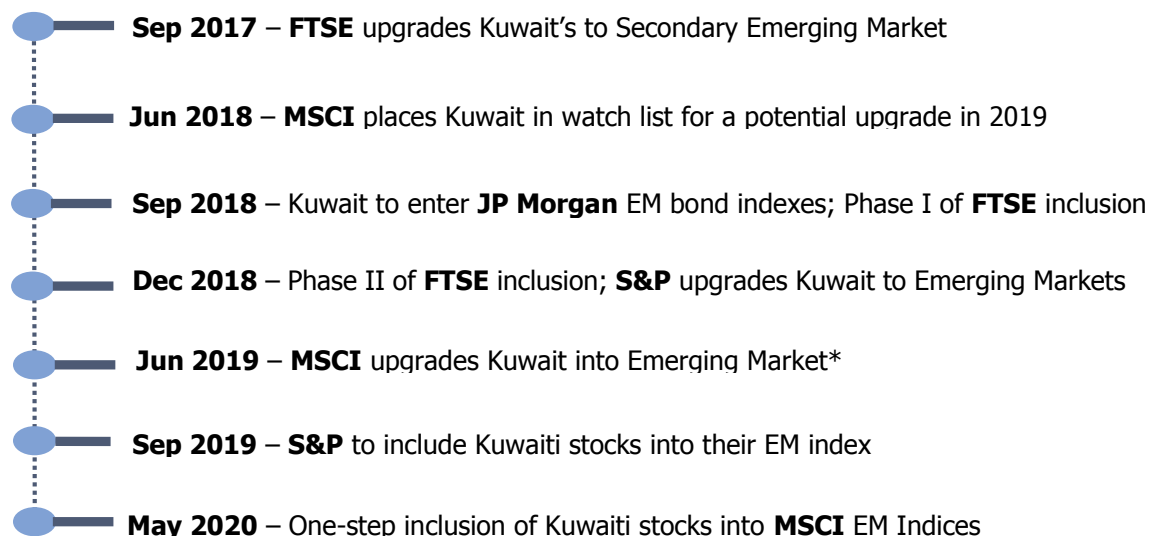 Sep 2017 – FTSE upgrades Kuwait’s to Secondary Emerging Market
Jun 2018 – MSCI places Kuwait in watch list for a potential upgrade in 2019
Sep 2018 – Kuwait to enter JP Morgan EM bond indexes; Phase I of FTSE inclusion
Dec 2018 – Phase II of FTSE inclusion; S&P upgrades Kuwait to Emerging Markets
Jun 2019 – MSCI upgrades Kuwait into Emerging Market*
Sep 2019 – S&P to include Kuwaiti stocks into their EM index
May 2020 – One-step inclusion of Kuwaiti stocks into MSCI EM Indices